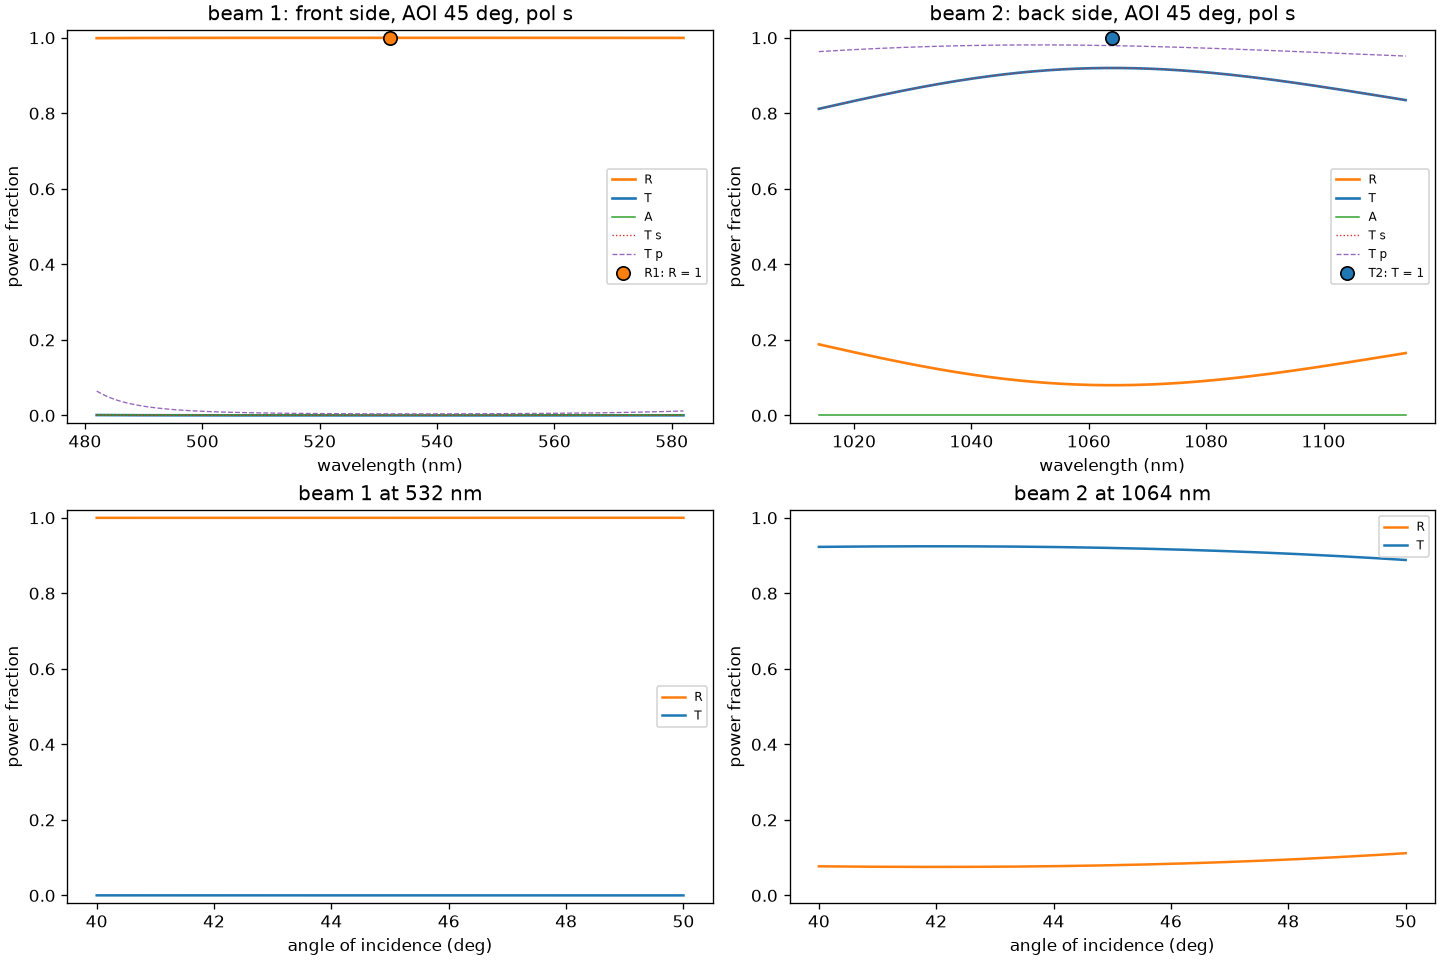 beam 1: front side, AOI 45 deg, pol s
power fraction
1.0
0.8
0.6
0.4
0.2
0.0
R
T
A
T s
T p
R1: R = 1
480 500 520 540 560 580
wavelength (nm)
beam 2: back side, AOI 45 deg, pol s
power fraction
1.0
0.8
0.6
0.4
0.2
0.0
R
T
A
T s
T p
T2: T = 1
1020 1040 1060 1080 1100
wavelength (nm)
beam 1 at 532 nm
power fraction
1.0
0.8
0.6
0.4
0.2
0.0
R
T
40 42 44 46 48 50
angle of incidence (deg)
beam 2 at 1064 nm
power fraction
1.0
0.8
0.6
0.4
0.2
0.0
R
T
40 42 44 46 48 50
angle of incidence (deg)